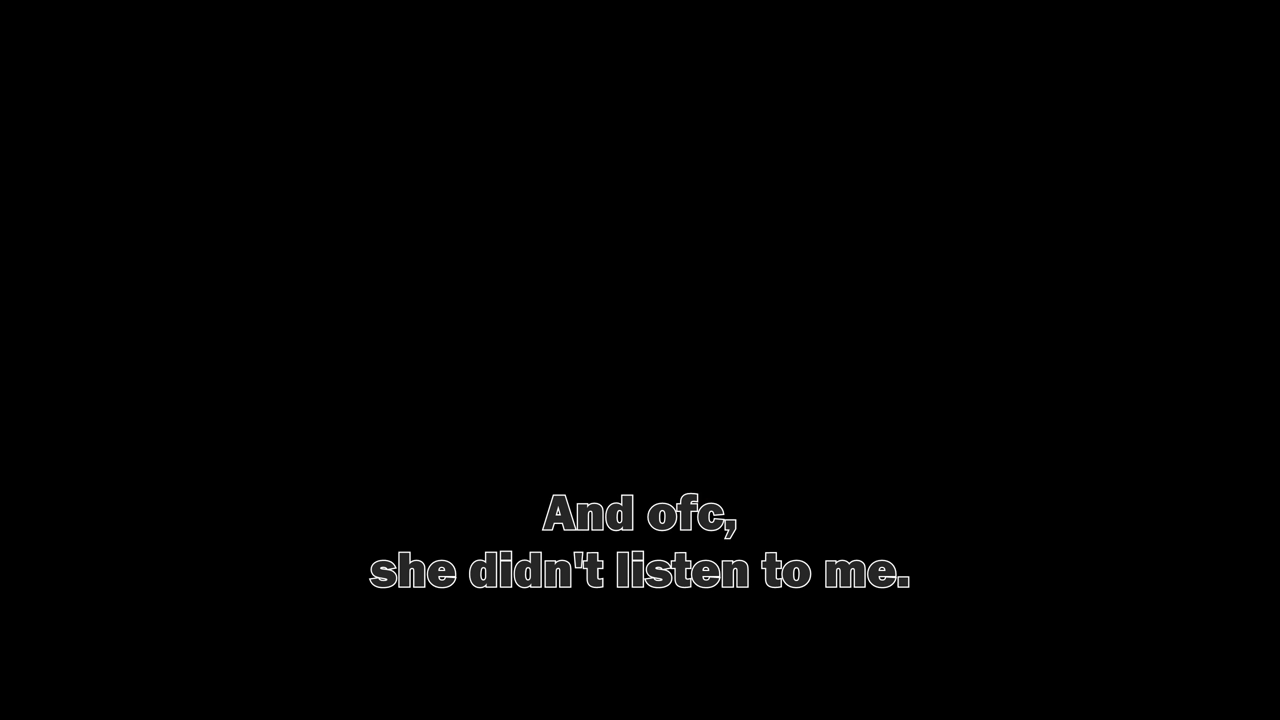 And ofc,
she didn't listen to me.